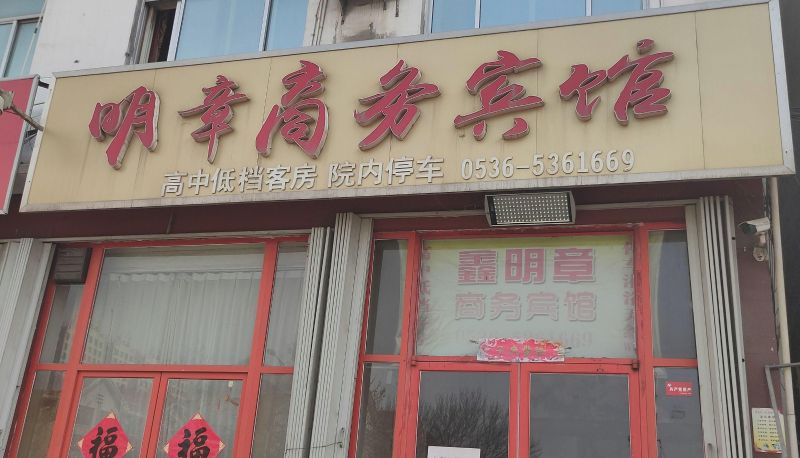 明章商务宾馆
高中低档客房 院内停车 0536-5361669
鑫明章
商务宾馆
福
福